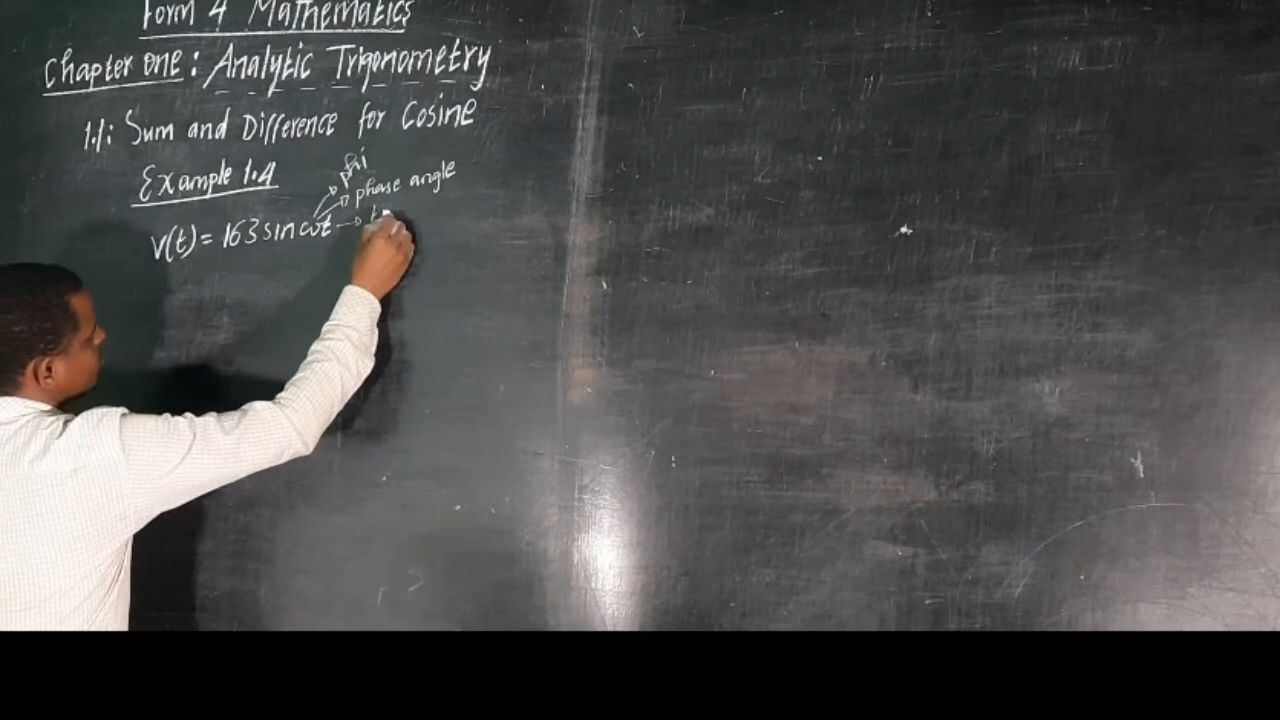 Form 4 Mathematics
Chapter one: Analytic Trigonometry
1.1: Sum and Difference for Cosine
Example 1.4
phi
phase angle
v(t) = 163 sin ωt →